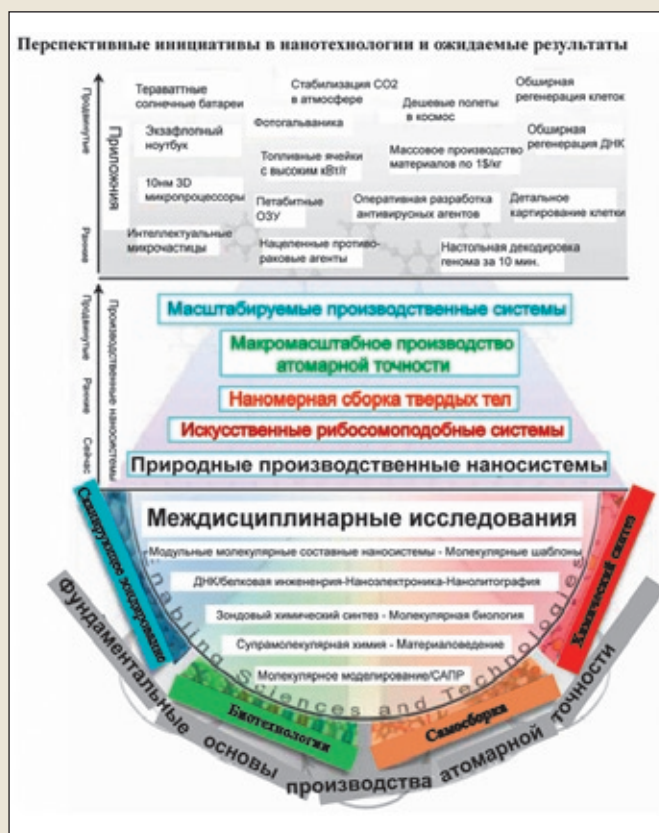 Перспективные инициативы в нанотехнологии и ожидаемые результаты
Продвинутые
Приложния
Ранние
Тераваттные
солнечные батареи
Стабилизация CO2
в атмосфере
Дешевые полеты
в космос
Обширная
регенерация клеток
Экзафлопный
ноутбук
Фотогальваника
Топливные ячейки
с высоким кВт/г
Массовое производство
материалов по 1$/кг
Обширная
регенерация ДНК
10нм 3D
микропроцессоры
Петабитные
ОЗУ
Оперативная разработка
антивирусных агентов
Детальное
картирование клетки
Интеллектуальные
микрочастицы
Нацеленные противо-
раковые агенты
Настольная декодировка
генома за 10 мин.
Продвинутые
Ранние
Сейчас
Производственные наносистемы
Масштабируемые производственные системы
Макромасштабное производство
атомарной точности
Наномерная сборка твердых тел
Искусственные рибосомоподобные системы
Природные производственные наносистемы
Междисциплинарные исследования
Модульные молекулярные составные наносистемы - Молекулярные шаблоны
ДНК/белковая инженерия-Наноэлектроника-Нанолитография
Зондовый химический синтез - Молекулярная биология
Супрамолекулярная химия - Материаловедение
Молекулярное моделирование/САПР
Enabling Sciences and Technologies
Сканирующее зондирование
Биотехнологии
Самосборка
Химический синтез
Фундаментальные основы производства атомарной точности